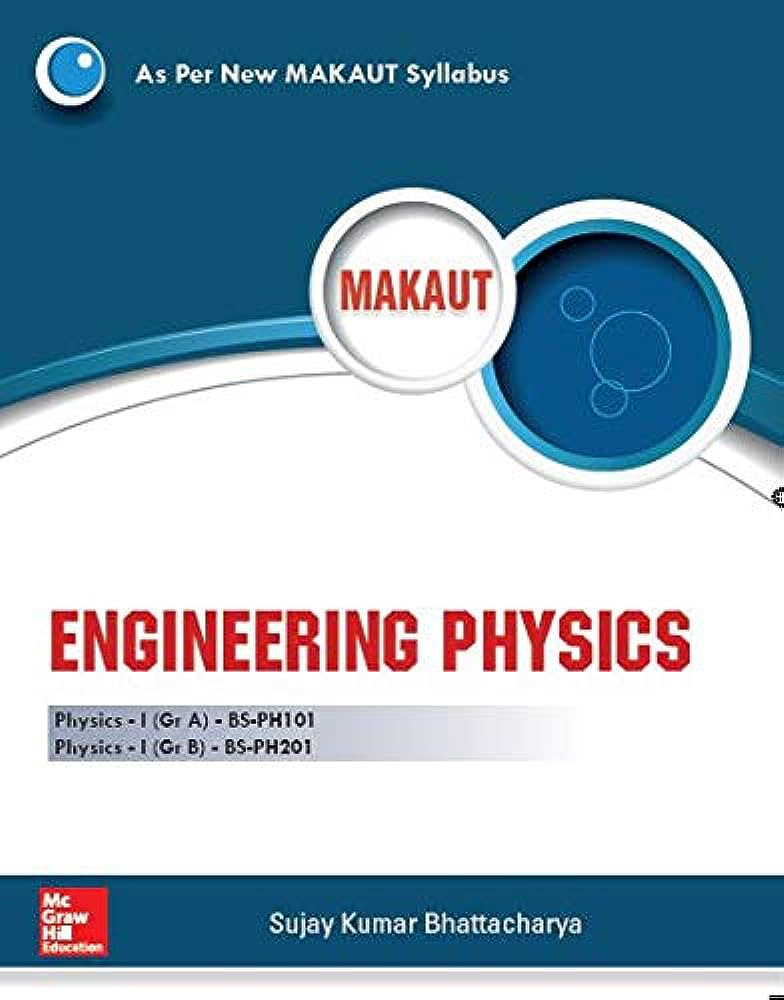 As Per New MAKAUT Syllabus
MAKAUT
ENGINEERING PHYSICS
Physics - I (Gr A) - BS-PH101
Physics - I (Gr B) - BS-PH201
Mc
Graw
Hill
Education
Sujay Kumar Bhattacharya